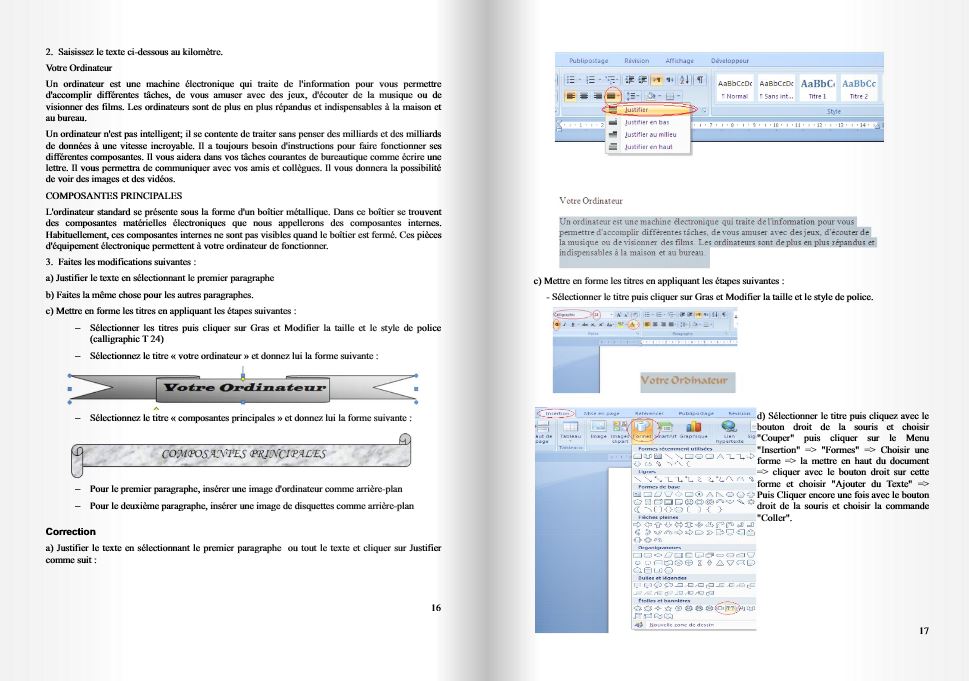 2. Saisissez le texte ci-dessous au kilomètre.
Votre Ordinateur
Un ordinateur est une machine électronique qui traite de l'information pour vous permettre
d'accomplir différentes tâches, de vous amuser avec des jeux, d'écouter de la musique ou de
visionner des films. Les ordinateurs sont de plus en plus répandus et indispensables à la maison et
au bureau.
Un ordinateur n'est pas intelligent; il se contente de traiter sans penser des milliards et des milliards
de données à une vitesse incroyable. Il a toujours besoin d'instructions pour faire fonctionner ses
différentes composantes. Il vous aidera dans vos tâches courantes de bureautique comme écrire une
lettre. Il vous permettra de communiquer avec vos amis et collègues. Il vous donnera la possibilité
de voir des images et des vidéos.
COMPOSANTES PRINCIPALES
L'ordinateur standard se présente sous la forme d'un boîtier métallique. Dans ce boîtier se trouvent
des composantes matérielles électroniques que nous appellerons des composantes internes.
Habituellement, ces composantes internes ne sont pas visibles quand le boîtier est fermé. Ces pièces
d'équipement électronique permettent à votre ordinateur de fonctionner.
3. Faites les modifications suivantes :
a) Justifier le texte en sélectionnant le premier paragraphe
b) Faites la même chose pour les autres paragraphes.
c) Mettre en forme les titres en appliquant les étapes suivantes :
– Sélectionner les titres puis cliquer sur Gras et Modifier la taille et le style de police
(calligraphic T 24)
– Sélectionnez le titre « votre ordinateur » et donnez lui la forme suivante :
Votre Ordinateur
– Sélectionnez le titre « composantes principales » et donnez lui la forme suivante :
COMPOSANTES PRINCIPALES
– Pour le premier paragraphe, insérer une image d'ordinateur comme arrière-plan
– Pour le deuxième paragraphe, insérer une image de disquettes comme arrière-plan
Correction
a) Justifier le texte en sélectionnant le premier paragraphe ou tout le texte et cliquer sur Justifier
comme suit :
16
Publipostage Révision Affichage Développeur
AaBbCcDc AaBbCcDc AaBbC AaBbCc
¶ Normal ¶ Sans int... Titre 1 Titre 2
Style
Justifier
Justifier en bas
Justifier au milieu
Justifier en haut
Votre Ordinateur
Un ordinateur est une machine électronique qui traite de l'information pour vous
permettre d'accomplir différentes tâches, de vous amuser avec des jeux, d'écouter de
la musique ou de visionner des films. Les ordinateurs sont de plus en plus répandus et
indispensables à la maison et au bureau.
c) Mettre en forme les titres en appliquant les étapes suivantes :
- Sélectionner le titre puis cliquer sur Gras et Modifier la taille et le style de police.
Votre Ordinateur
Insertion Mise en page Références Publipostage Révision
Tableau Image Images clipart Formes SmartArt Graphique Lien hypertexte
Tableaux
Formes récemment utilisées
Lignes
Formes de base
Flèches pleines
Organigrammes
Bulles et légendes
Étoiles et bannières
Nouvelle zone de dessin
d) Sélectionner le titre puis cliquez avec le
bouton droit de la souris et choisir
"Couper" puis cliquer sur le Menu
"Insertion" => "Formes" => Choisir une
forme => la mettre en haut du document
=> cliquer avec le bouton droit sur cette
forme et choisir "Ajouter du Texte" =>
Puis Cliquer encore une fois avec le bouton
droit de la souris et choisir la commande
"Coller".
17